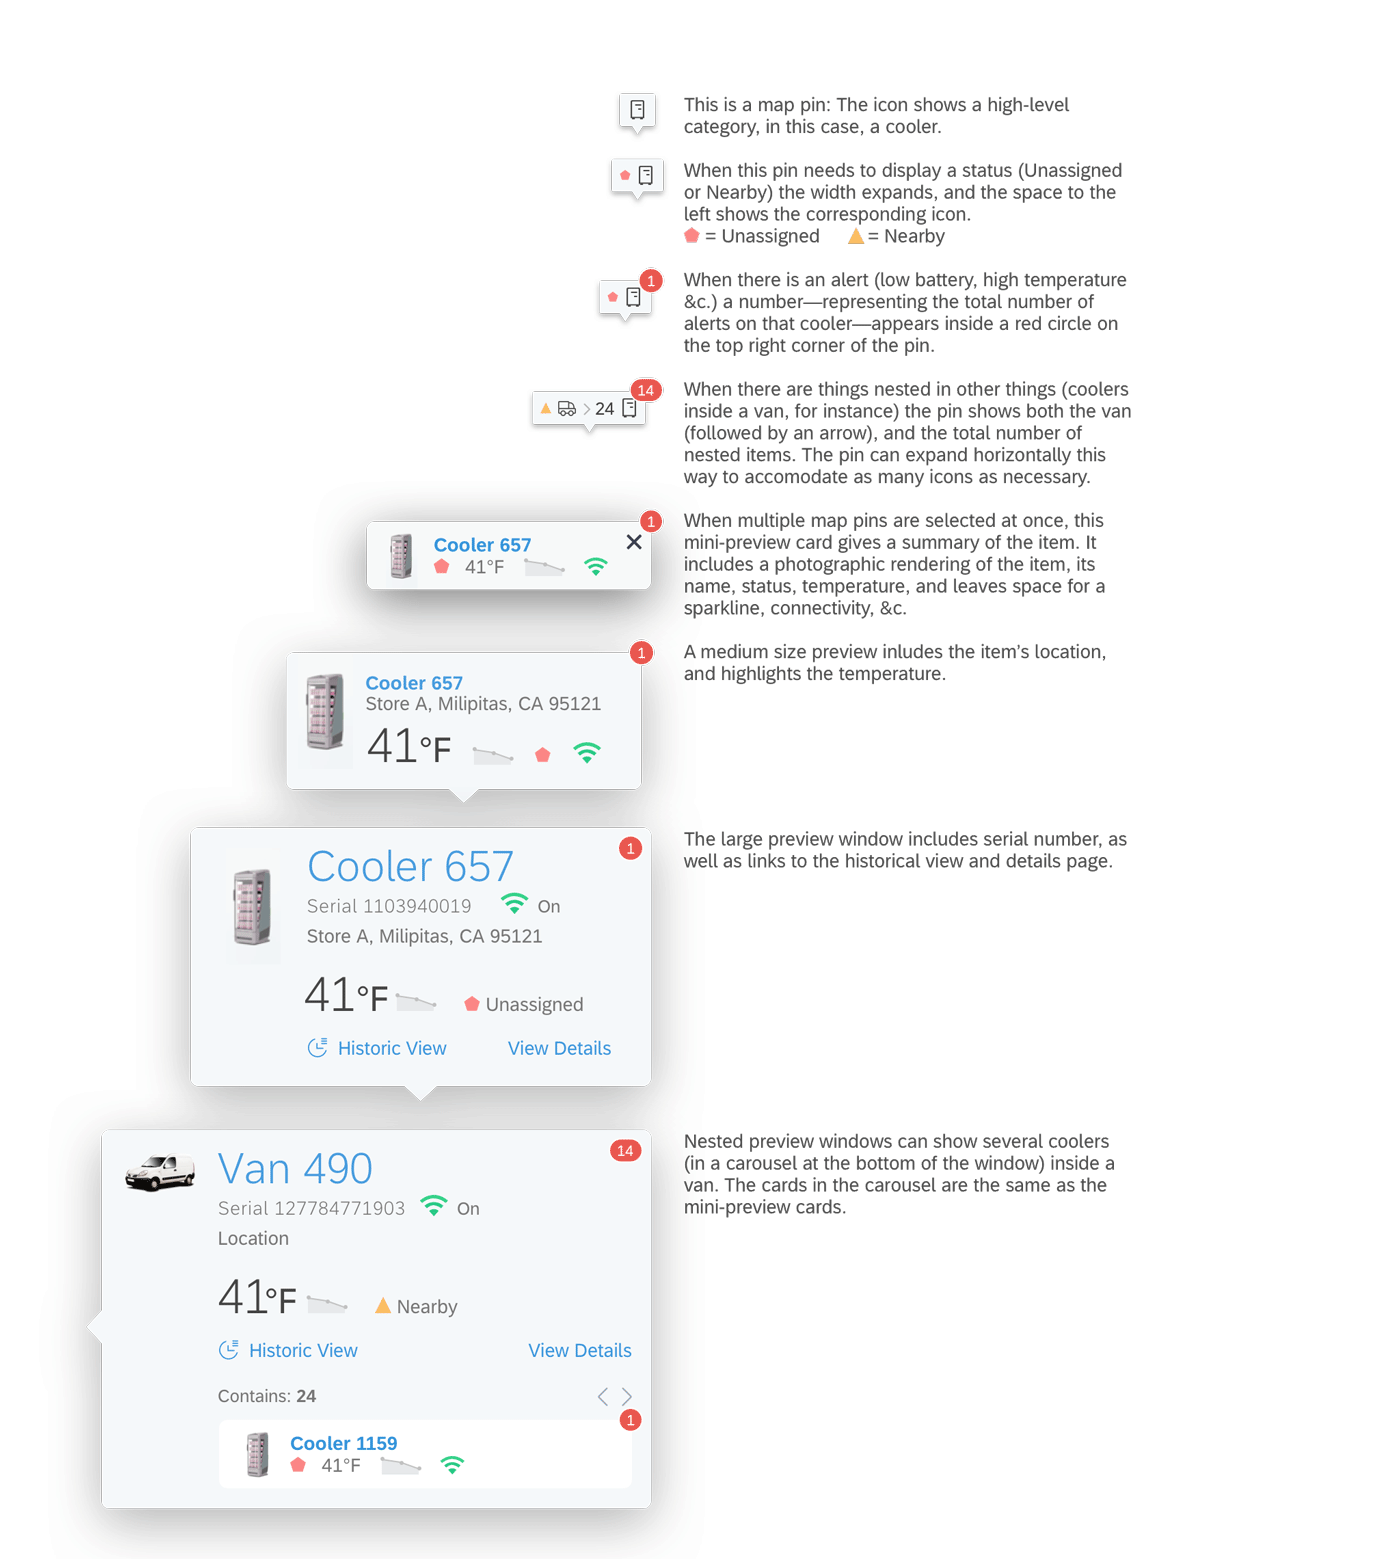 This is a map pin: The icon shows a high-level
category, in this case, a cooler.
When this pin needs to display a status (Unassigned
or Nearby) the width expands, and the space to the
left shows the corresponding icon.
= Unassigned = Nearby
1
When there is an alert (low battery, high temperature
&c.) a number—representing the total number of
alerts on that cooler—appears inside a red circle on
the top right corner of the pin.
14
24
When there are things nested in other things (coolers
inside a van, for instance) the pin shows both the van
(followed by an arrow), and the total number of
nested items. The pin can expand horizontally this
way to accomodate as many icons as necessary.
1
Cooler 657
41°F
When multiple map pins are selected at once, this
mini-preview card gives a summary of the item. It
includes a photographic rendering of the item, its
name, status, temperature, and leaves space for a
sparkline, connectivity, &c.
1
Cooler 657
Store A, Milipitas, CA 95121
41°F
A medium size preview inludes the item's location,
and highlights the temperature.
1
Cooler 657
Serial 1103940019 On
Store A, Milipitas, CA 95121
41°F Unassigned
Historic View View Details
The large preview window includes serial number, as
well as links to the historical view and details page.
14
Van 490
Serial 127784771903 On
Location
41°F Nearby
Historic View View Details
Contains: 24
1
Cooler 1159
41°F
Nested preview windows can show several coolers
(in a carousel at the bottom of the window) inside a
van. The cards in the carousel are the same as the
mini-preview cards.